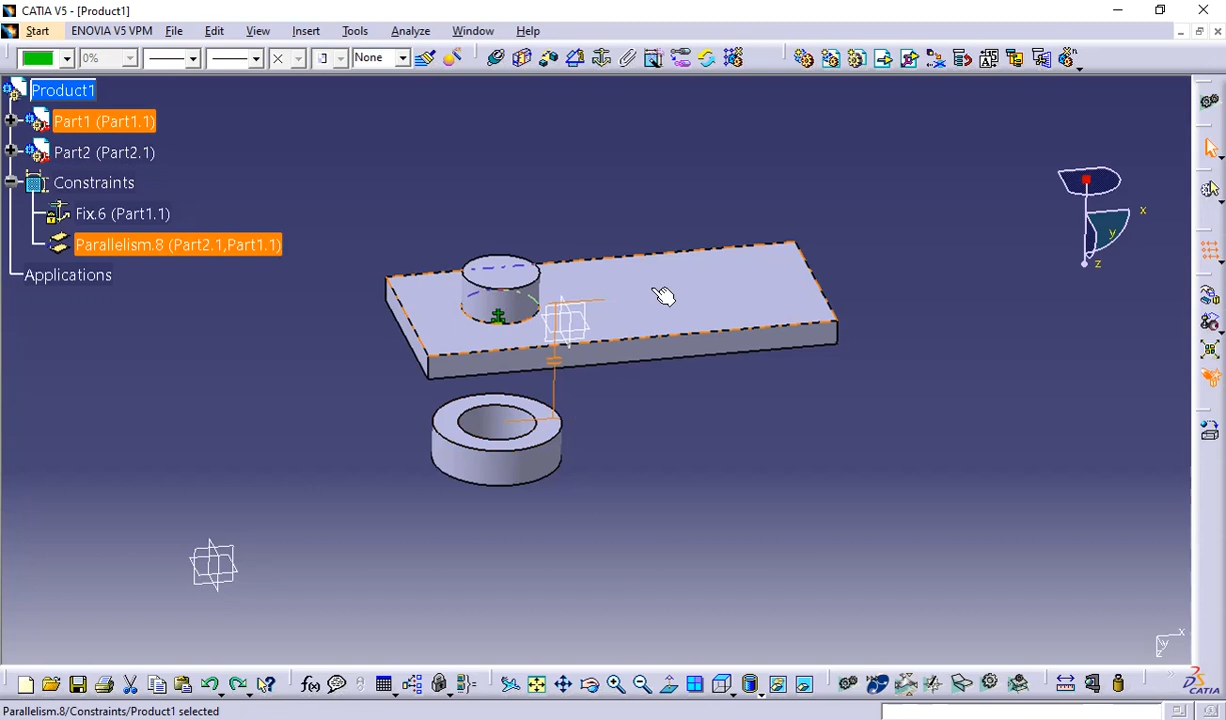 CATIA V5 - [Product1]
Start ENOVIA V5 VPM File Edit View Insert Tools Analyze Window Help
0% None
Product1
Part1 (Part1.1)
Part2 (Part2.1)
Constraints
Fix.6 (Part1.1)
Parallelism.8 (Part2.1,Part1.1)
Applications
x
y
z
x
y
z
f(x)
CATIA
Parallelism.8/Constraints/Product1 selected